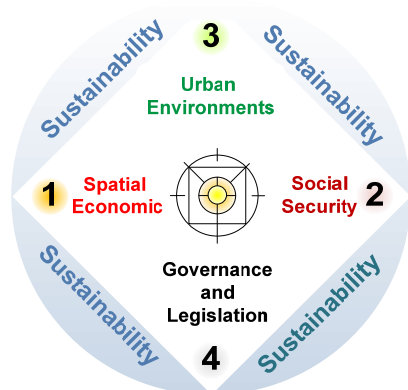 Sustainability
3
Sustainability
Urban
Environments
1
Spatial
Economic
Social
Security
2
Governance
and
Legislation
Sustainability
4
Sustainability